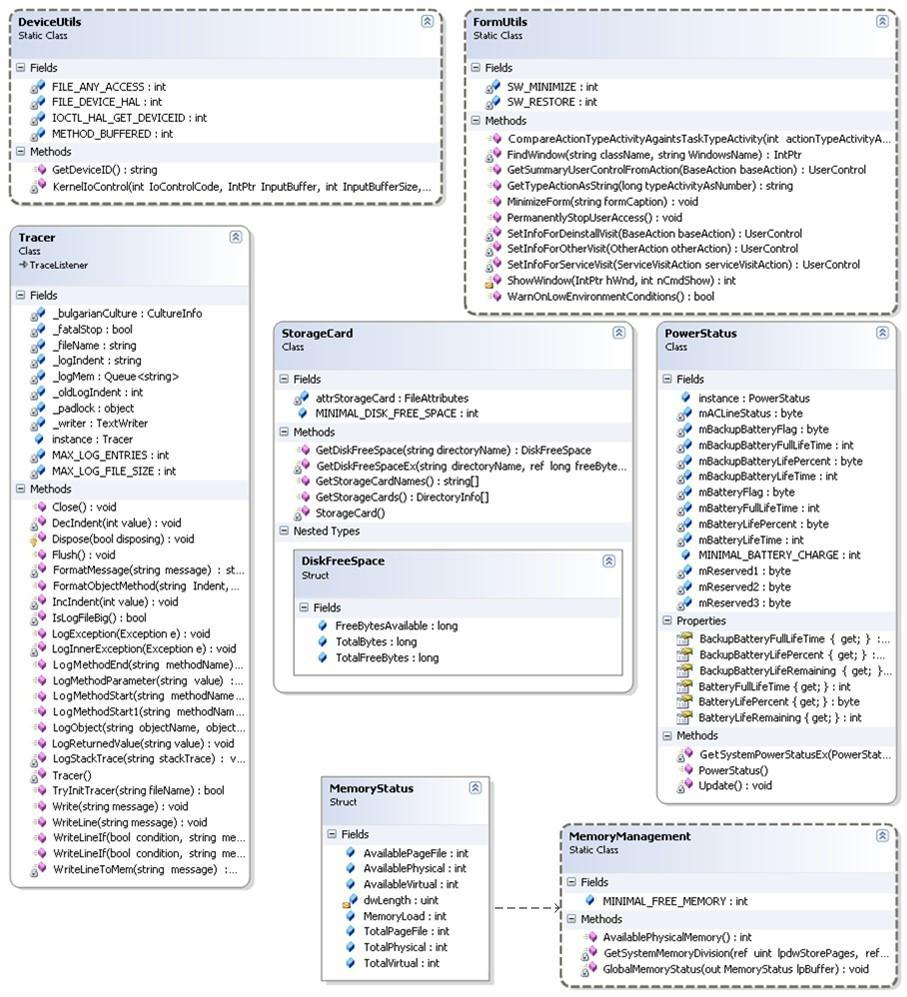 DeviceUtils
Static Class
Fields
FILE_ANY_ACCESS : int
FILE_DEVICE_HAL : int
IOCTL_HAL_GET_DEVICEID : int
METHOD_BUFFERED : int
Methods
GetDeviceID() : string
KernelIoControl(int IoControlCode, IntPtr InputBuffer, int InputBufferSize,...
FormUtils
Static Class
Fields
SW_MINIMIZE : int
SW_RESTORE : int
Methods
CompareActionTypeActivityAgaintsTaskTypeActivity(int actionTypeActivityA...
FindWindow(string className, string WindowsName) : IntPtr
GetSummaryUserControlFromAction(BaseAction baseAction) : UserControl
GetTypeActionAsString(long typeActivityAsNumber) : string
MinimizeForm(string formCaption) : void
PermanentlyStopUserAccess() : void
SetInfoForDeinstallVisit(BaseAction baseAction) : UserControl
SetInfoForOtherVisit(OtherAction otherAction) : UserControl
SetInfoForServiceVisit(ServiceVisitAction serviceVisitAction) : UserControl
ShowWindow(IntPtr hWnd, int nCmdShow) : int
WarnOnLowEnvironmentConditions() : bool
Tracer
Class
TraceListener
Fields
_bulgarianCulture : CultureInfo
_fatalStop : bool
_fileName : string
_logIndent : string
_logMem : Queue<string>
_oldLogIndent : int
_padlock : object
_writer : TextWriter
instance : Tracer
MAX_LOG_ENTRIES : int
MAX_LOG_FILE_SIZE : int
Methods
Close() : void
DecIndent(int value) : void
Dispose(bool disposing) : void
Flush() : void
FormatMessage(string message) : st...
FormatObjectMethod(string Indent,...
IncIndent(int value) : void
IsLogFileBig() : bool
LogException(Exception e) : void
LogInnerException(Exception e) : void
LogMethodEnd(string methodName)...
LogMethodParameter(string value) :...
LogMethodStart(string methodName...
LogMethodStart1(string methodNam...
LogObject(string objectName, object...
LogReturnedValue(string value) : void
LogStackTrace(string stackTrace) : v...
Tracer()
TryInitTracer(string fileName) : bool
Write(string message) : void
WriteLine(string message) : void
WriteLineIf(bool condition, string me...
WriteLineIf(bool condition, string me...
WriteLineToMem(string message) :...
StorageCard
Class
Fields
attrStorageCard : FileAttributes
MINIMAL_DISK_FREE_SPACE : int
Methods
GetDiskFreeSpace(string directoryName) : DiskFreeSpace
GetDiskFreeSpaceEx(string directoryName, ref long freeByte...
GetStorageCardNames() : string[]
GetStorageCards() : DirectoryInfo[]
StorageCard()
Nested Types
DiskFreeSpace
Struct
Fields
FreeBytesAvailable : long
TotalBytes : long
TotalFreeBytes : long
PowerStatus
Class
Fields
instance : PowerStatus
mACLineStatus : byte
mBackupBatteryFlag : byte
mBackupBatteryFullLifeTime : int
mBackupBatteryLifePercent : byte
mBackupBatteryLifeTime : int
mBatteryFlag : byte
mBatteryFullLifeTime : int
mBatteryLifePercent : byte
mBatteryLifeTime : int
MINIMAL_BATTERY_CHARGE : int
mReserved1 : byte
mReserved2 : byte
mReserved3 : byte
Properties
BackupBatteryFullLifeTime { get; } :...
BackupBatteryLifePercent { get; } :...
BackupBatteryLifeRemaining { get; }...
BatteryFullLifeTime { get; } : int
BatteryLifePercent { get; } : byte
BatteryLifeRemaining { get; } : int
Methods
GetSystemPowerStatusEx(PowerStat...
PowerStatus()
Update() : void
MemoryStatus
Struct
Fields
AvailablePageFile : int
AvailablePhysical : int
AvailableVirtual : int
dwLength : uint
MemoryLoad : int
TotalPageFile : int
TotalPhysical : int
TotalVirtual : int
MemoryManagement
Static Class
Fields
MINIMAL_FREE_MEMORY : int
Methods
AvailablePhysicalMemory() : int
GetSystemMemoryDivision(ref uint lpdwStorePages, ref...
GlobalMemoryStatus(out MemoryStatus lpBuffer) : void